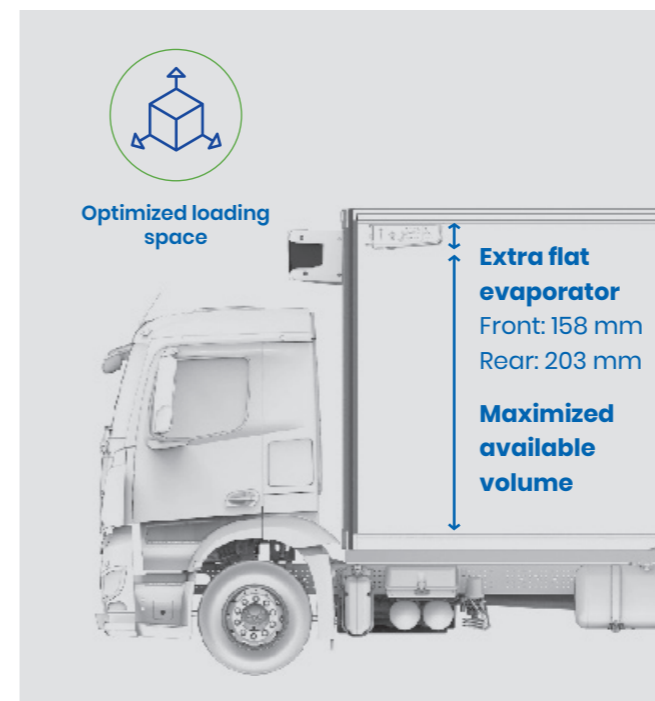 Optimized loading
space
Extra flat
evaporator
Front: 158 mm
Rear: 203 mm
Maximized
available
volume